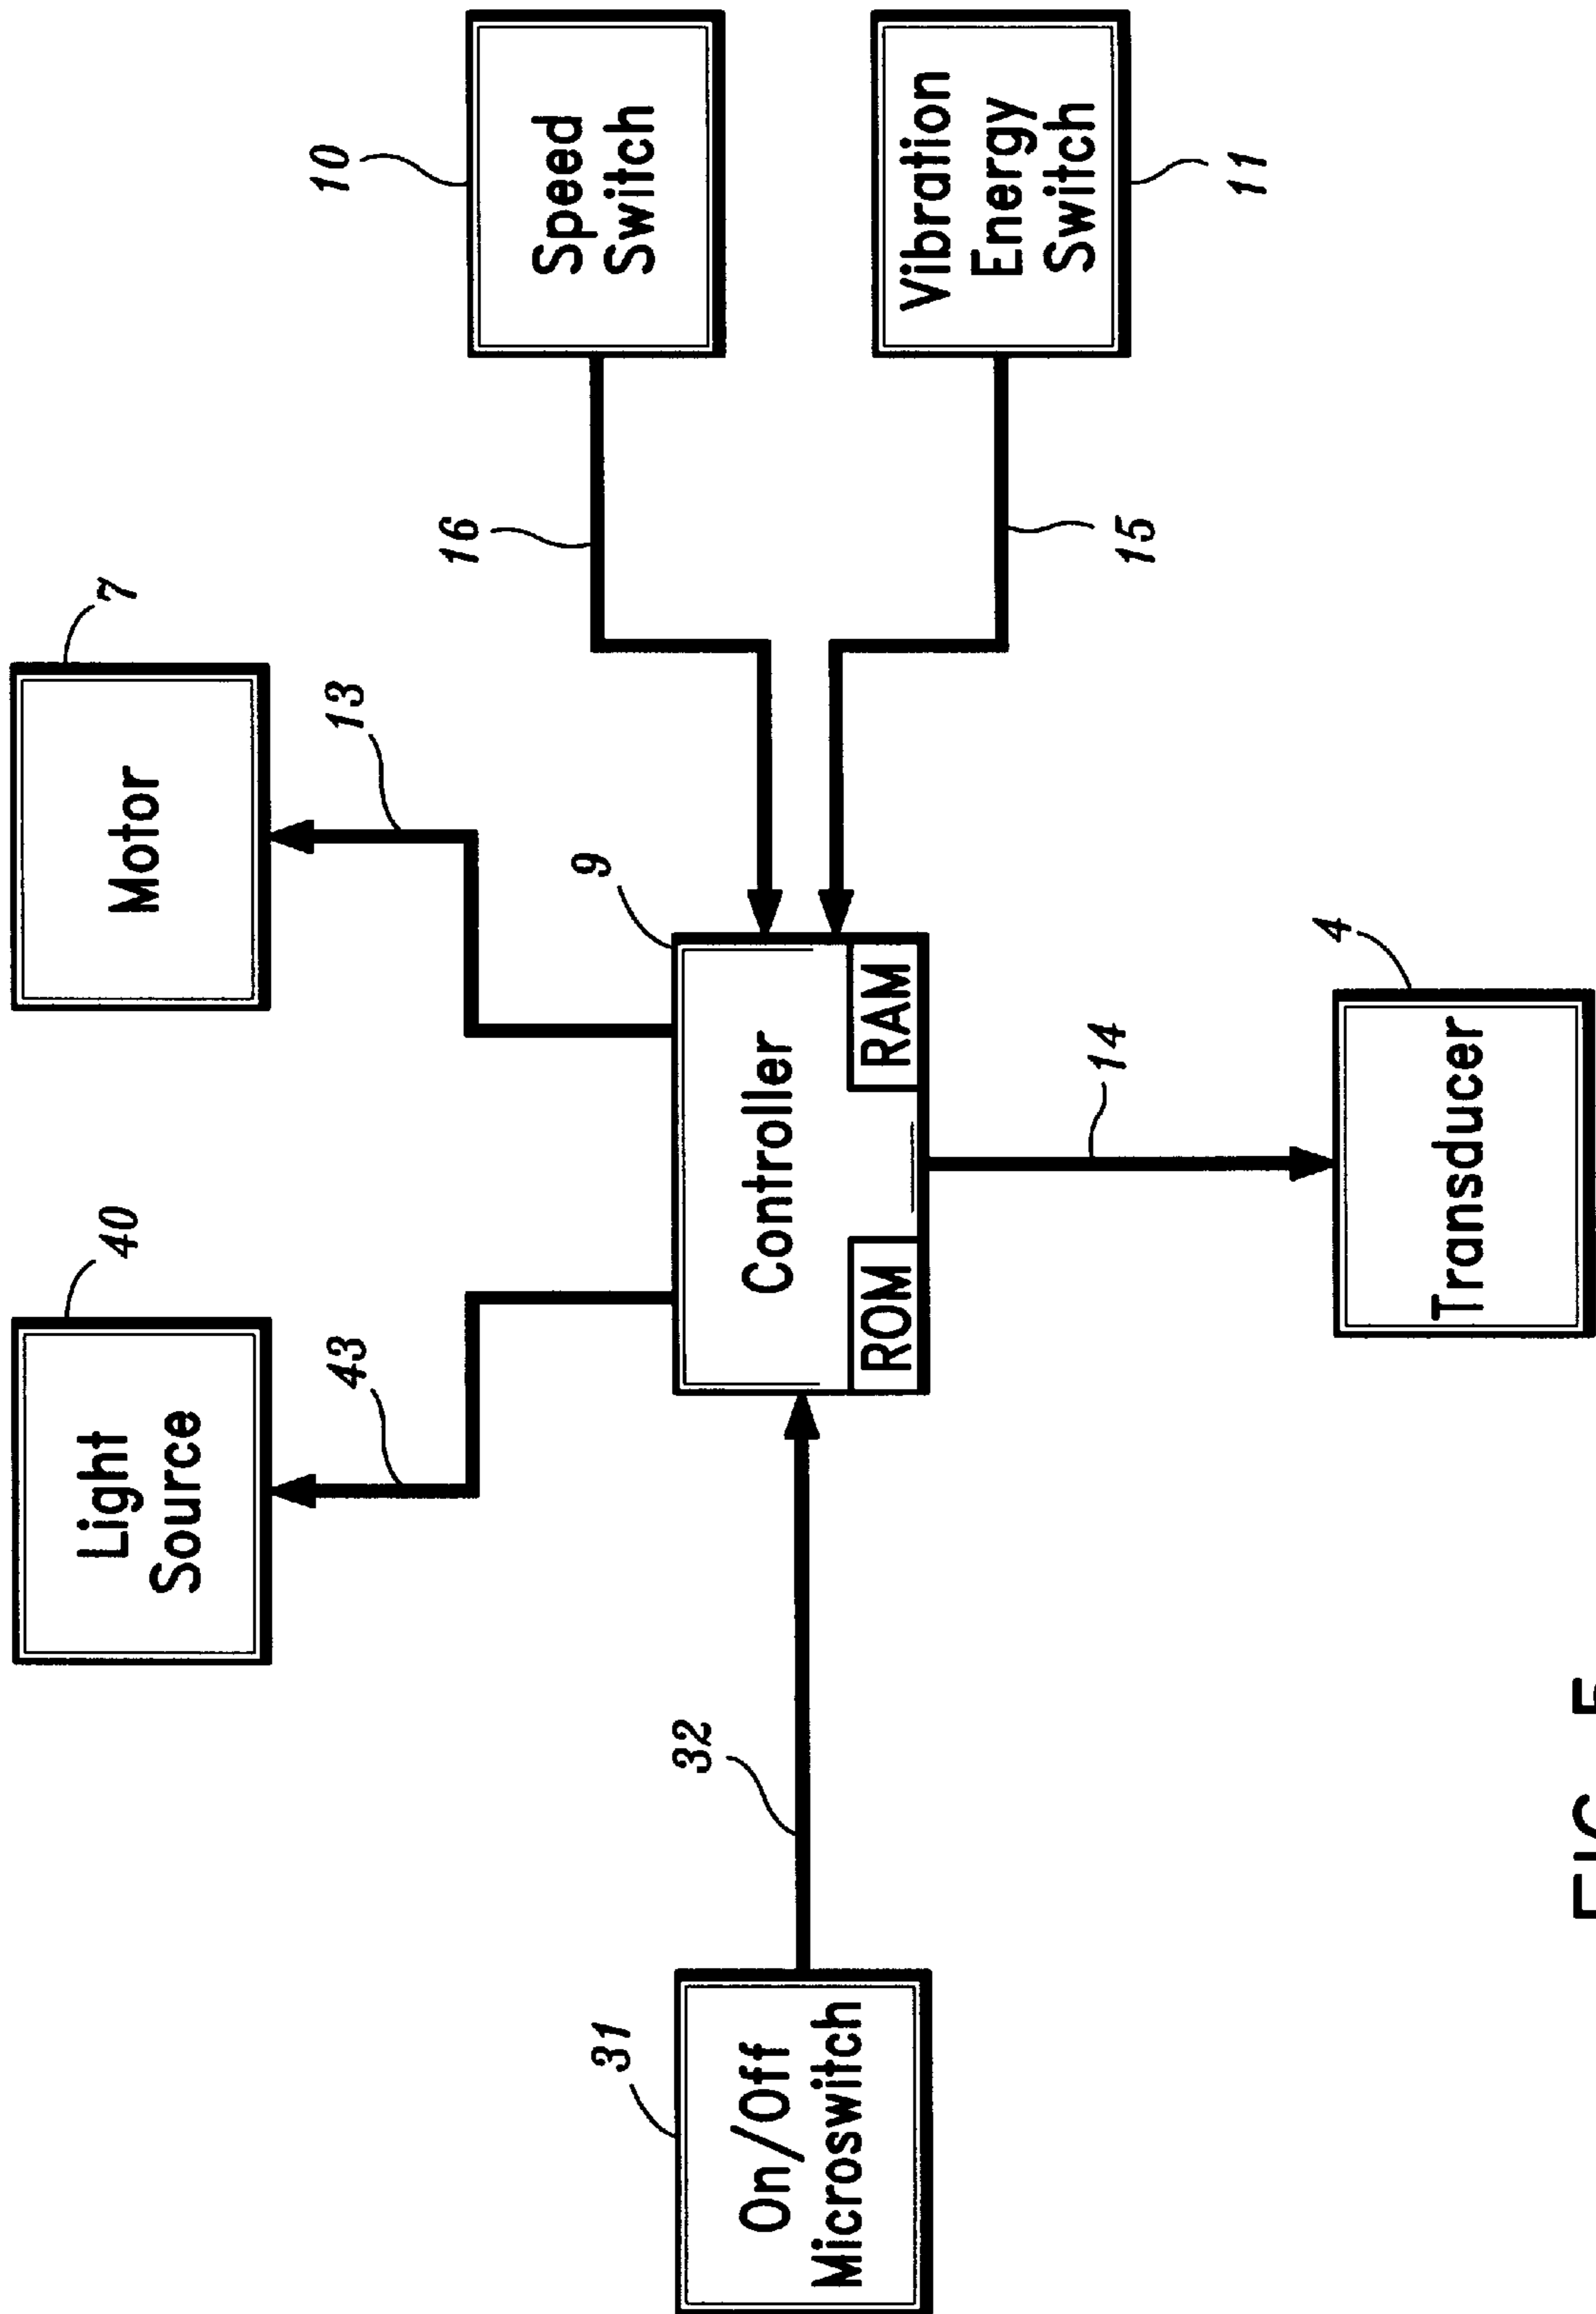 40
7
Light
Source
Motor
43
13
10
16
Speed
Switch
31
32
9
On/Off
Microswitch
Controller
ROM
RAM
Vibration
Energy
Switch
14
15
11
4
Transducer